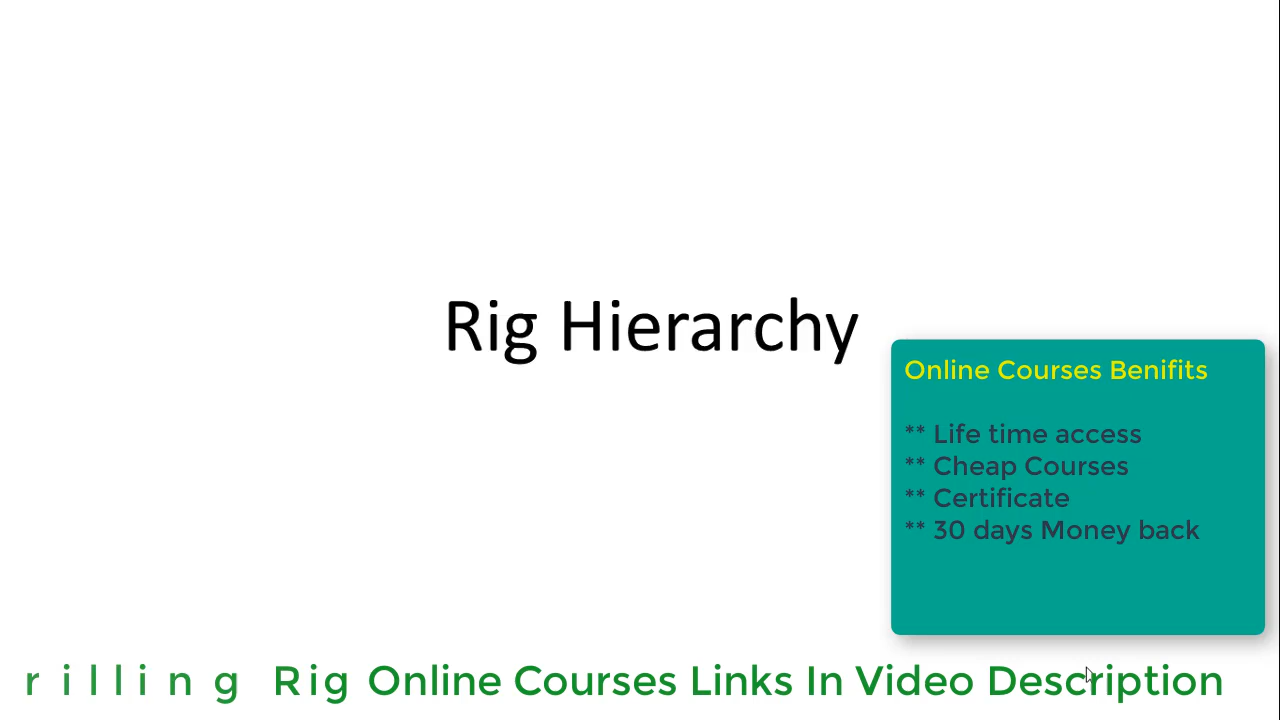 Rig Hierarchy
Online Courses Benifits
** Life time access
** Cheap Courses
** Certificate
** 30 days Money back
r i l l i n g Rig Online Courses Links In Video Description